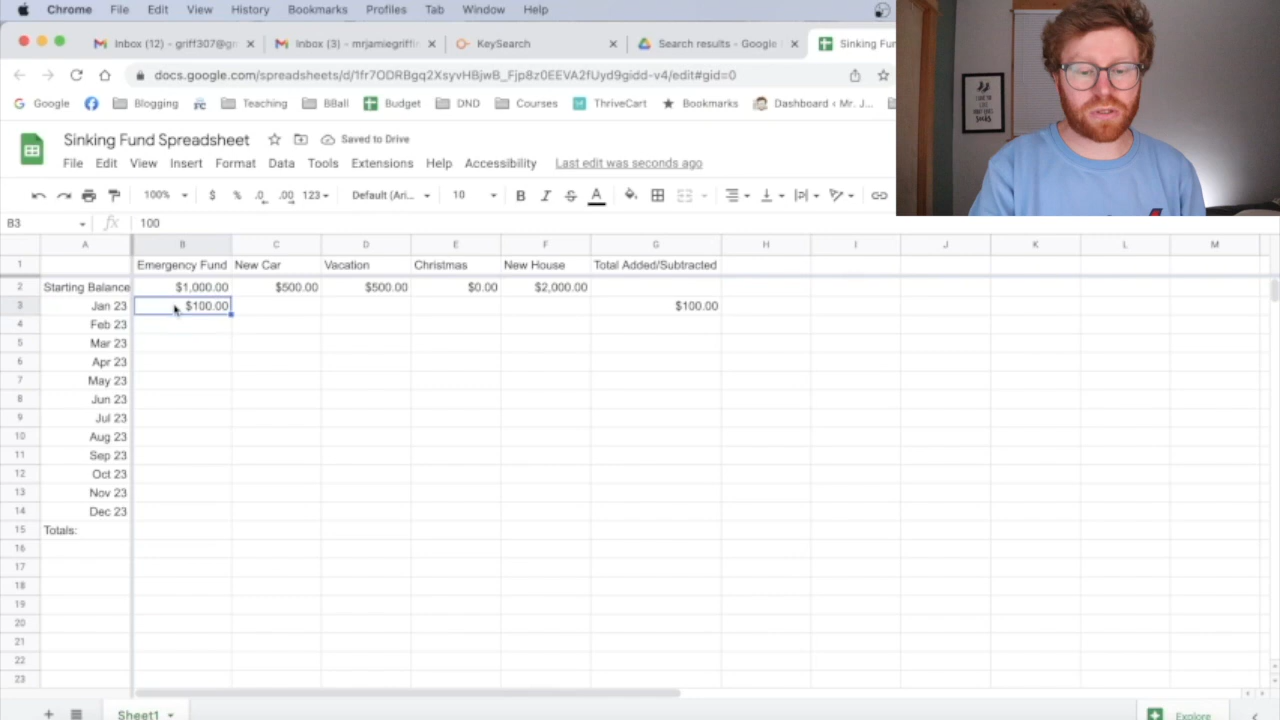 Chrome File Edit View History Bookmarks Profiles Tab Window Help
Inbox (12) - griff307@gr Inbox (3) - mrjamiegriffi KeySearch Search results - Google Sinking Fun
docs.google.com/spreadsheets/d/1fr7ODRBgq2XsyvHBjwB_Fjp8z0EEVA2fUyd9gidd-v4/edit#gid=0
Google Blogging Teaching BBall Budget DND Courses ThriveCart Bookmarks Dashboard ‹ Mr. J...
Sinking Fund Spreadsheet Saved to Drive
File Edit View Insert Format Data Tools Extensions Help Accessibility Last edit was seconds ago
100% $ % .0 .00 123 Default (Ari... 10 B I S A
B3 fx 100
A B C D E F G H I J K L M
1 Emergency Fund New Car Vacation Christmas New House Total Added/Subtracted
2 Starting Balance $1,000.00 $500.00 $500.00 $0.00 $2,000.00
3 Jan 23 $100.00 $100.00
4 Feb 23
5 Mar 23
6 Apr 23
7 May 23
8 Jun 23
9 Jul 23
10 Aug 23
11 Sep 23
12 Oct 23
13 Nov 23
14 Dec 23
15 Totals:
16
17
18
19
20
21
22
23
Sheet1 Explore